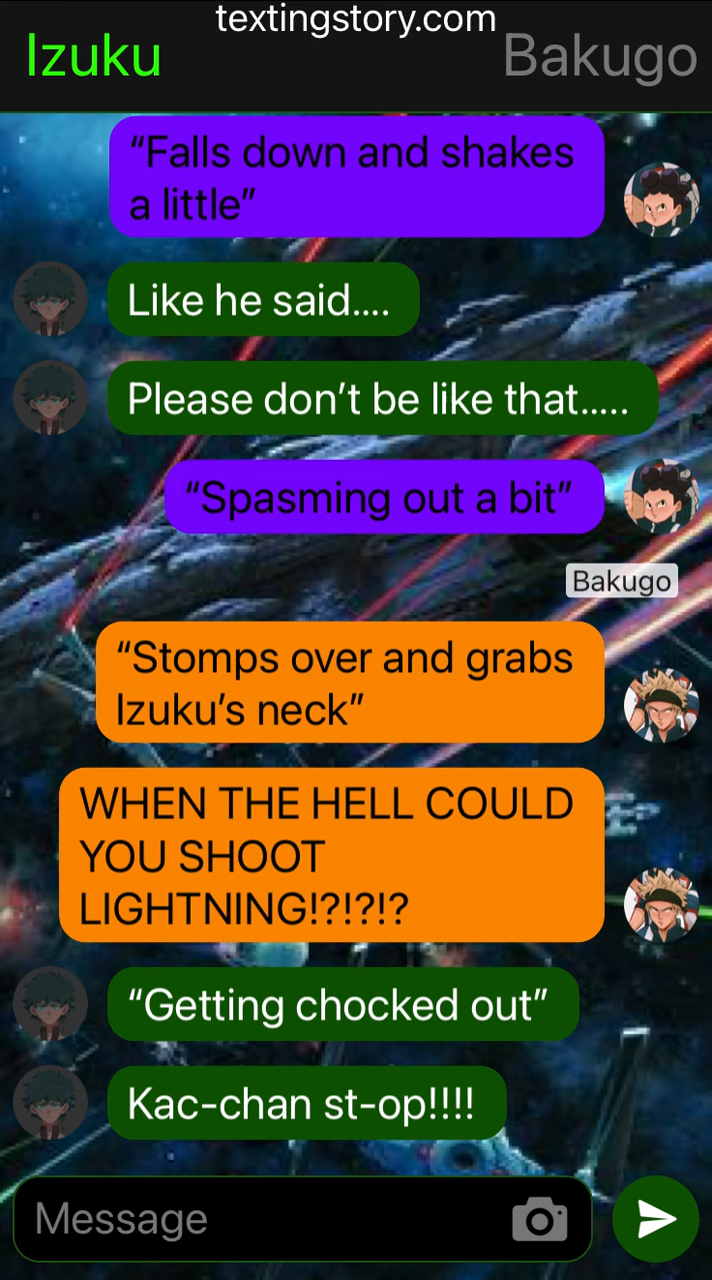 textingstory.com
Izuku
Bakugo
“Falls down and shakes
a little”
Like he said....
Please don’t be like that.....
“Spasming out a bit”
Bakugo
“Stomps over and grabs
Izuku’s neck”
WHEN THE HELL COULD
YOU SHOOT
LIGHTNING!?!?!?
“Getting chocked out”
Kac-chan st-op!!!!
Message